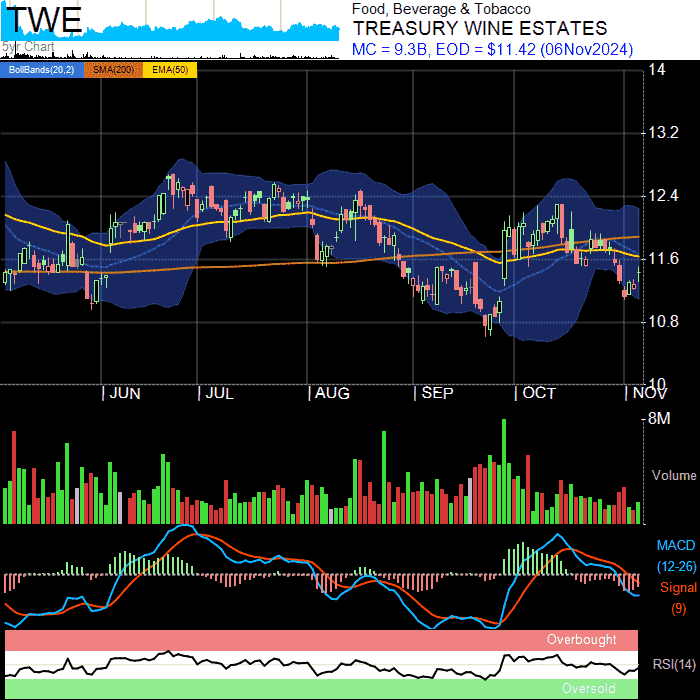 TWE
5yr Chart
Food, Beverage & Tobacco
TREASURY WINE ESTATES
MC = 9.3B, EOD = $11.42 (06Nov2024)
BollBands(20,2) SMA(200) EMA(50)
14
13.2
12.4
11.6
10.8
10
| JUN | JUL | AUG | SEP | OCT | NOV
8M
Volume
MACD
(12-26)
Signal
(9)
Overbought
RSI(14)
Oversold